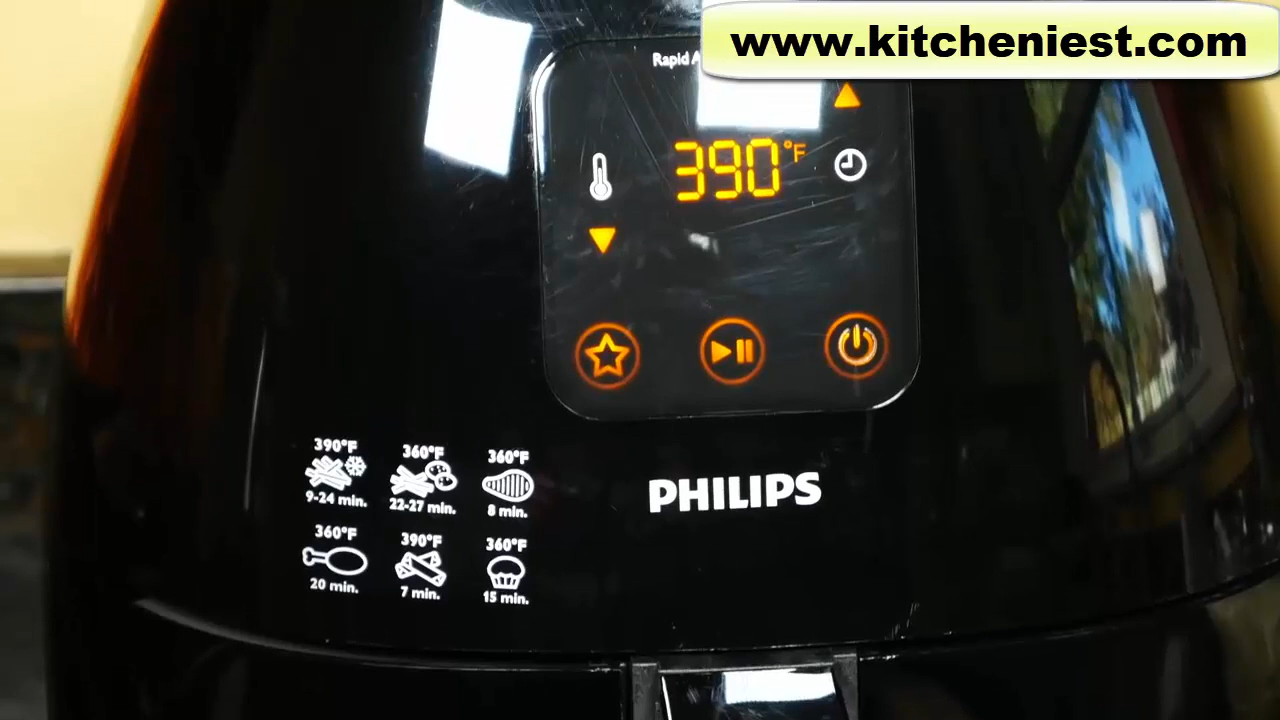 www.kitcheniest.com
Rapid
390°F
390°F
360°F
360°F
9-24 min.
22-27 min.
8 min.
360°F
390°F
360°F
20 min.
7 min.
15 min.
PHILIPS